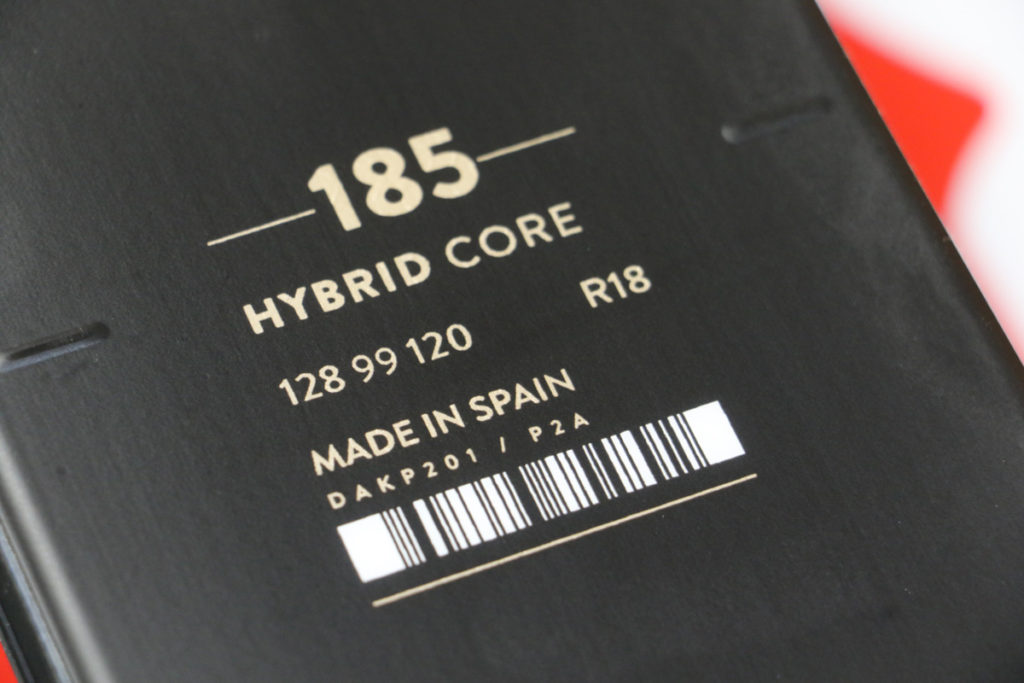 185
HYBRID CORE
128 99 120 R18
MADE IN SPAIN
DAKP201 / P2A